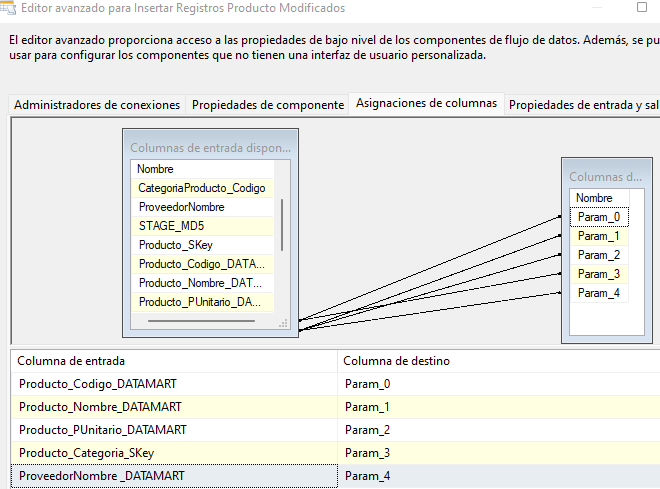 Editor avanzado para Insertar Registros Producto Modificados
El editor avanzado proporciona acceso a las propiedades de bajo nivel de los componentes de flujo de datos. Además, se pu
usar para configurar los componentes que no tienen una interfaz de usuario personalizada.
Administradores de conexiones Propiedades de componente Asignaciones de columnas Propiedades de entrada y sal
Columnas de entrada dispon...
Nombre
CategoriaProducto_Codigo
ProveedorNombre
STAGE_MD5
Producto_SKey
Producto_Codigo_DATA...
Producto_Nombre_DAT...
Producto_PUnitario_DA...
Columnas d...
Nombre
Param_0
Param_1
Param_2
Param_3
Param_4
Columna de entrada Columna de destino
Producto_Codigo_DATAMART Param_0
Producto_Nombre_DATAMART Param_1
Producto_PUnitario_DATAMART Param_2
Producto_Categoria_SKey Param_3
ProveedorNombre _DATAMART Param_4